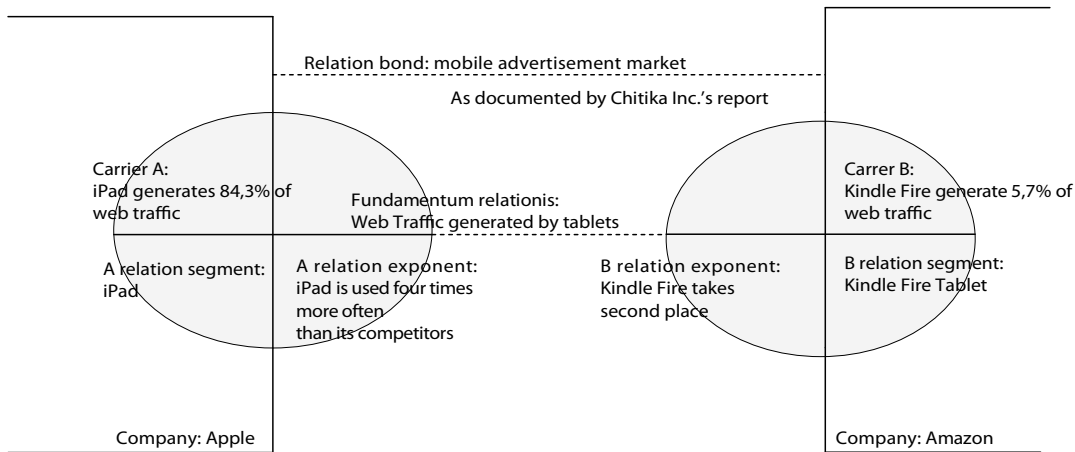 Relation bond: mobile advertisement market
As documented by Chitika Inc.'s report
Carrier A:
iPad generates 84,3% of
web traffic
Fundamentum relationis:
Web Traffic generated by tablets
Carrer B:
Kindle Fire generate 5,7% of
web traffic
A relation segment:
iPad
A relation exponent:
iPad is used four times
more often
than its competitors
B relation exponent:
Kindle Fire takes
second place
B relation segment:
Kindle Fire Tablet
Company: Apple
Company: Amazon